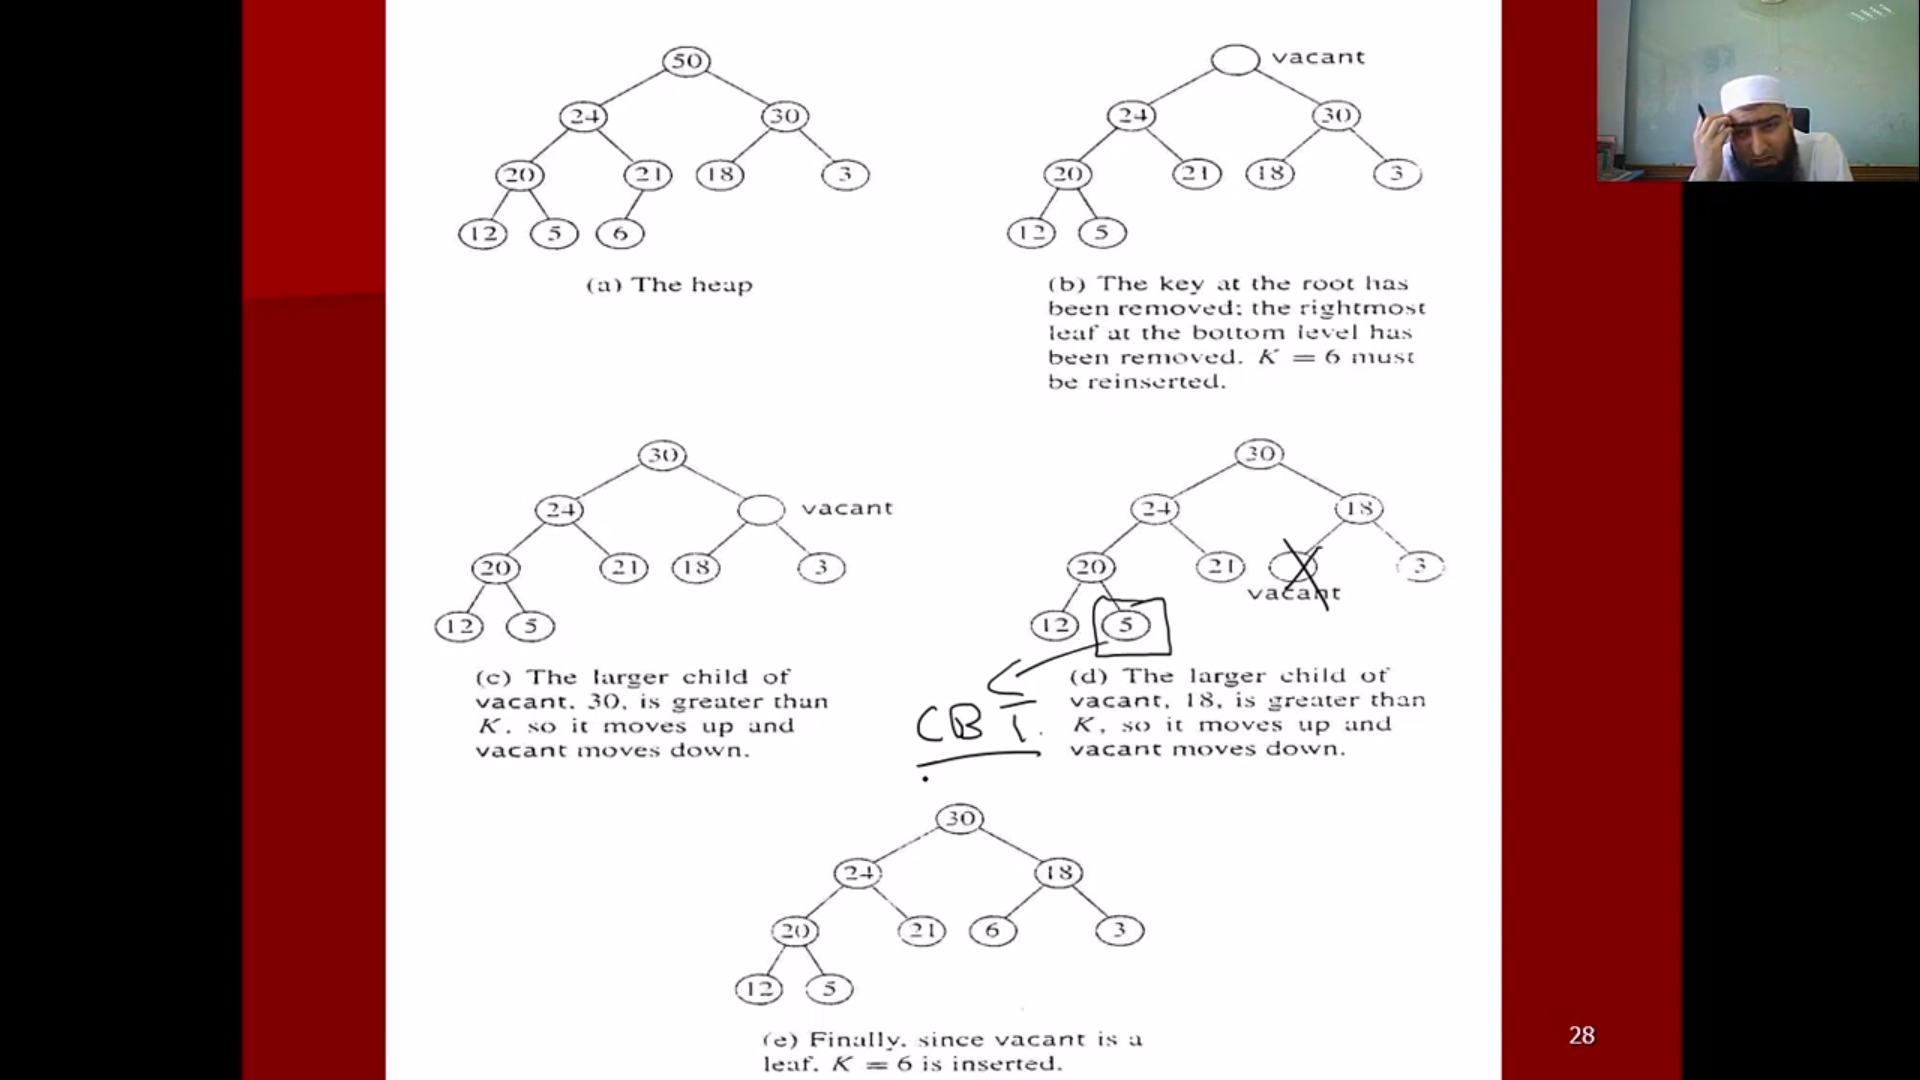 50
24 30
20 21 18 3
12 5 6
(a) The heap
vacant
24 30
20 21 18 3
12 5
(b) The key at the root has
been removed; the rightmost
leaf at the bottom level has
been removed. K = 6 must
be reinserted.
30
24 vacant
20 21 18 3
12 5
(c) The larger child of
vacant, 30, is greater than
K, so it moves up and
vacant moves down.
30
24 18
20 21 3
vacant
12 5
(d) The larger child of
vacant, 18, is greater than
K, so it moves up and
vacant moves down.
CBT.
30
24 18
20 21 6 3
12 5
(e) Finally, since vacant is a
leaf, K = 6 is inserted.
28